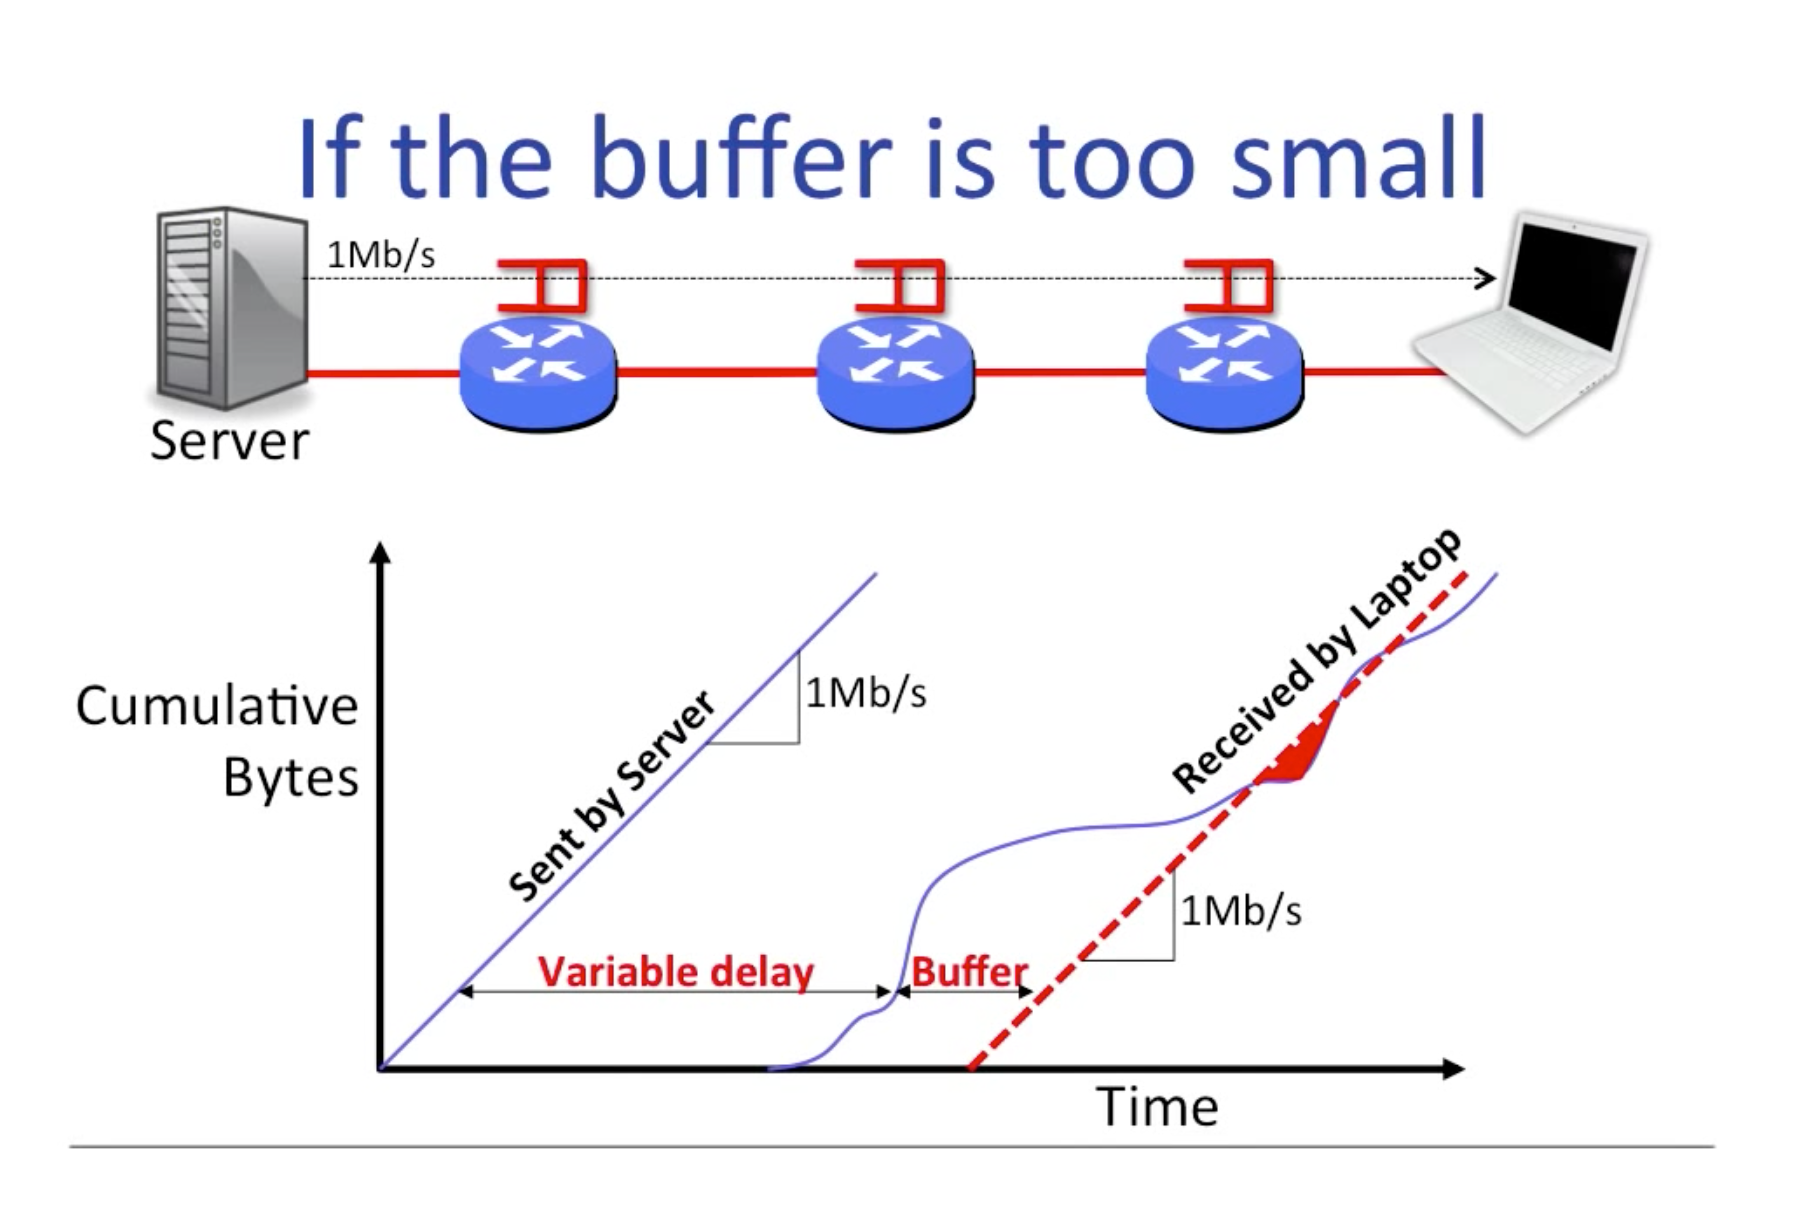 If the buffer is too small
1Mb/s
Server
Cumulative
Bytes
Sent by Server
1Mb/s
Received by Laptop
1Mb/s
Variable delay
Buffer
Time